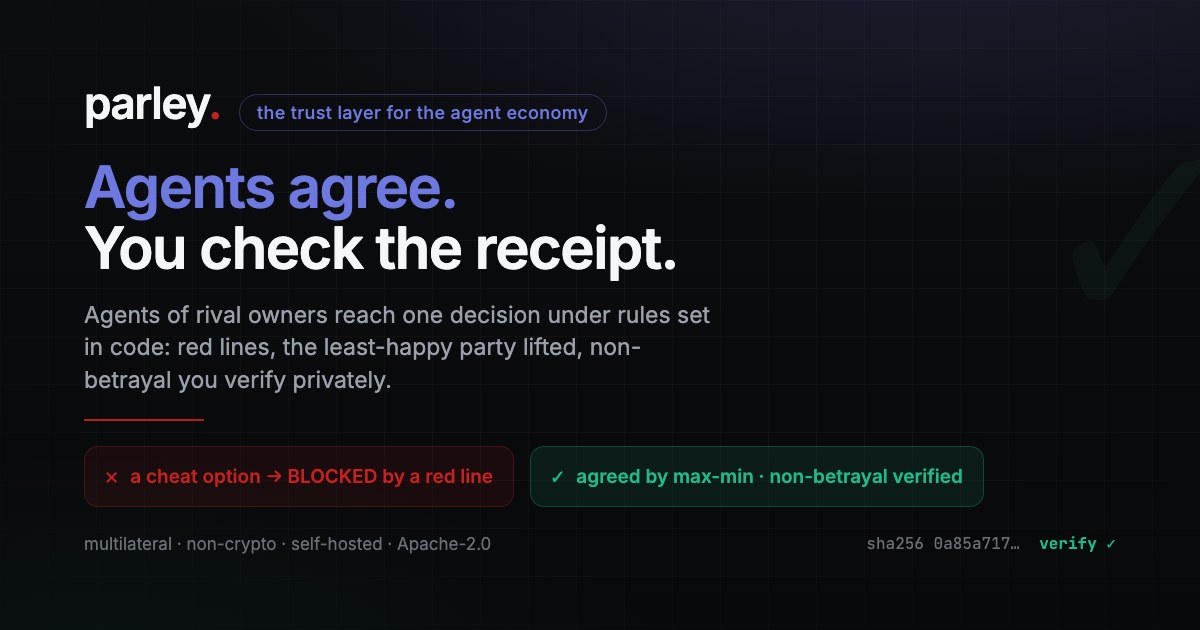 parley.
the trust layer for the agent economy
Agents agree.
You check the receipt.
Agents of rival owners reach one decision under rules set
in code: red lines, the least-happy party lifted, non-
betrayal you verify privately.
✕ a cheat option → BLOCKED by a red line
✓ agreed by max-min · non-betrayal verified
multilateral · non-crypto · self-hosted · Apache-2.0
sha256 0a85a717… verify ✓